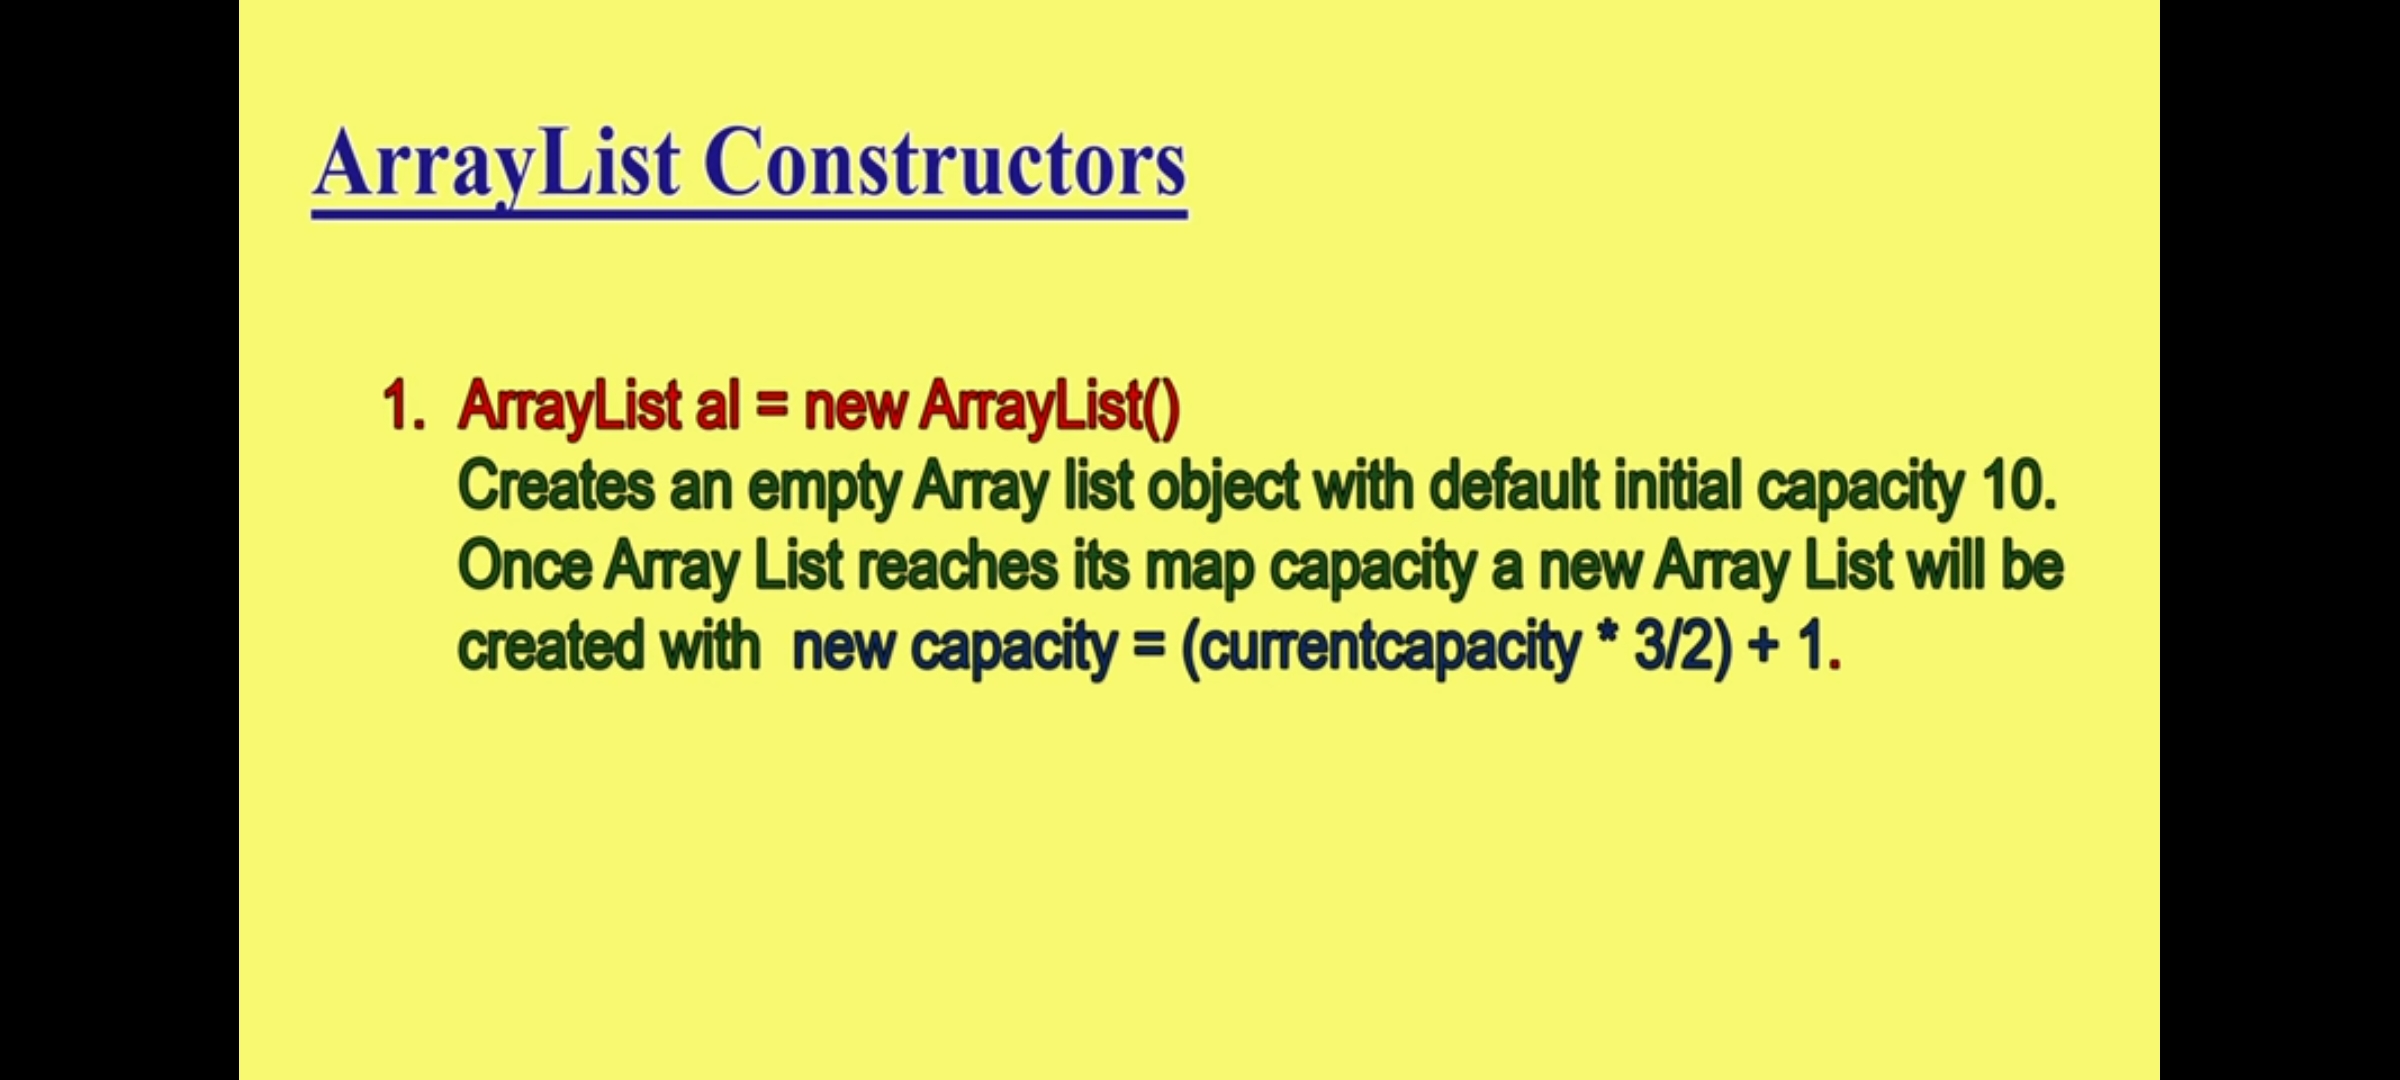 ArrayList Constructors
1. ArrayList al = new ArrayList()
Creates an empty Array list object with default initial capacity 10.
Once Array List reaches its map capacity a new Array List will be
created with new capacity = (currentcapacity * 3/2) + 1.